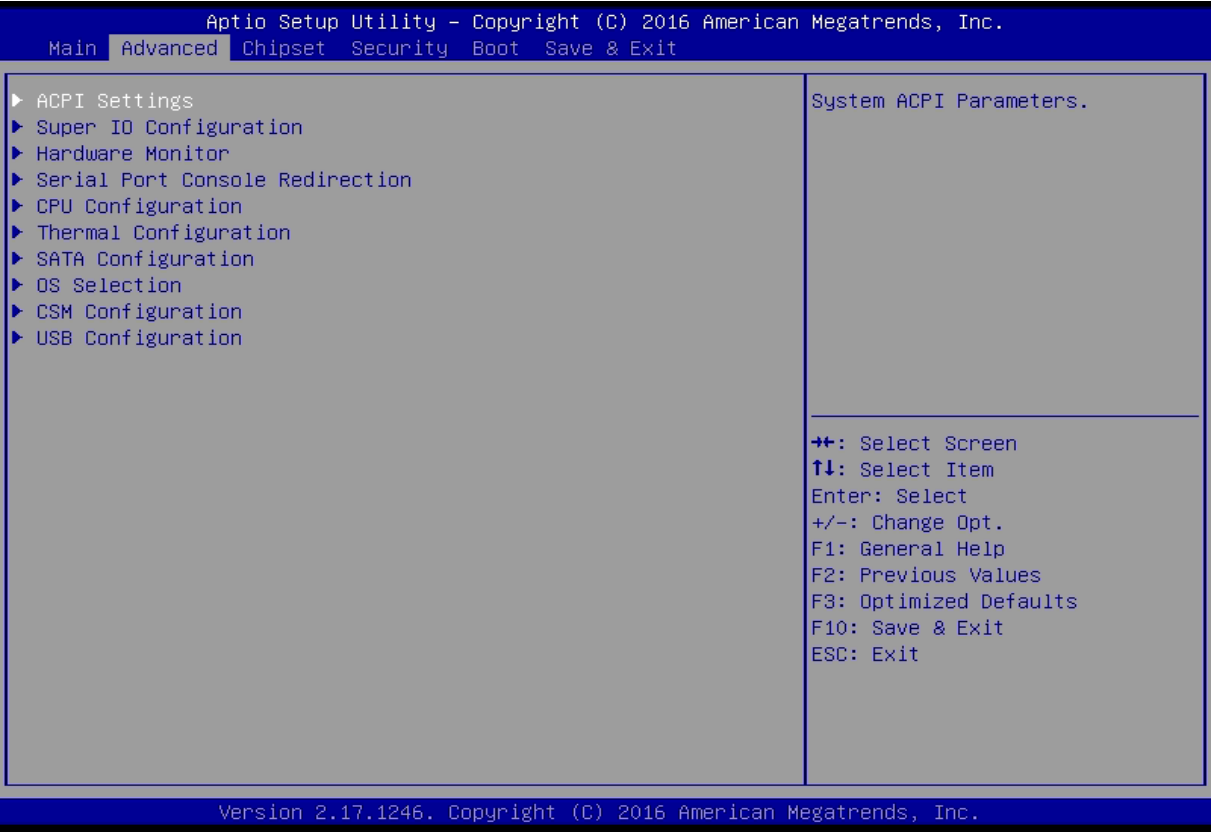 Aptio Setup Utility – Copyright (C) 2016 American Megatrends, Inc.
Main Advanced Chipset Security Boot Save & Exit
▶ ACPI Settings
▶ Super IO Configuration
▶ Hardware Monitor
▶ Serial Port Console Redirection
▶ CPU Configuration
▶ Thermal Configuration
▶ SATA Configuration
▶ OS Selection
▶ CSM Configuration
▶ USB Configuration
System ACPI Parameters.
→←: Select Screen
↑↓: Select Item
Enter: Select
+/-: Change Opt.
F1: General Help
F2: Previous Values
F3: Optimized Defaults
F10: Save & Exit
ESC: Exit
Version 2.17.1246. Copyright (C) 2016 American Megatrends, Inc.